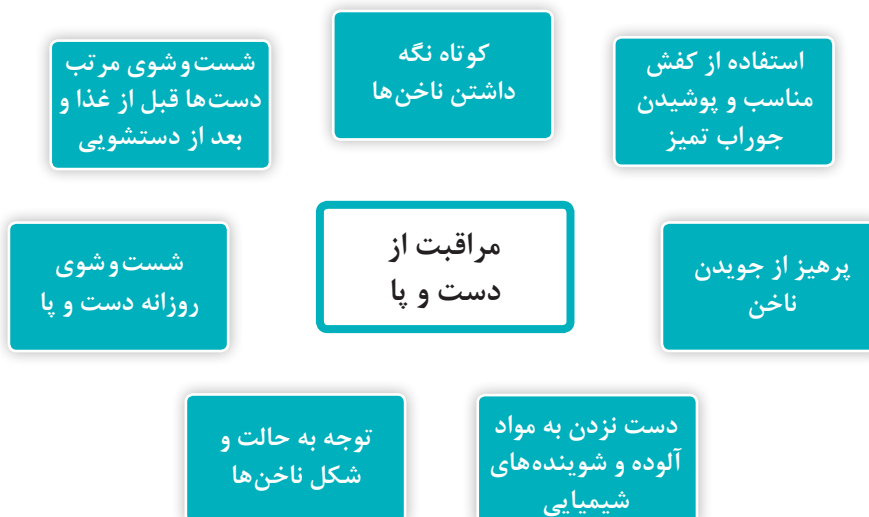 استفاده از کفش
مناسب و پوشیدن
جوراب تمیز
کوتاه نگه
داشتن ناخن‌ها
شست‌و‌شوی مرتب
دست‌ها قبل از غذا و
بعد از دستشویی
مراقبت از
دست و پا
پرهیز از جویدن
ناخن
شست‌و‌شوی
روزانه دست و پا
دست نزدن به مواد
آلوده و شوینده‌های
شیمیایی
توجه به حالت و
شکل ناخن‌ها